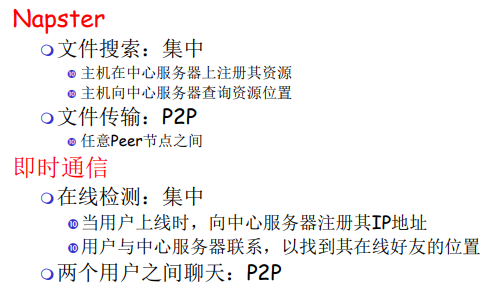 Napster
文件搜索：集中
主机在中心服务器上注册其资源
主机向中心服务器查询资源位置
文件传输：P2P
任意Peer节点之间
即时通信
在线检测：集中
当用户上线时，向中心服务器注册其IP地址
用户与中心服务器联系，以找到其在线好友的位置
两个用户之间聊天：P2P